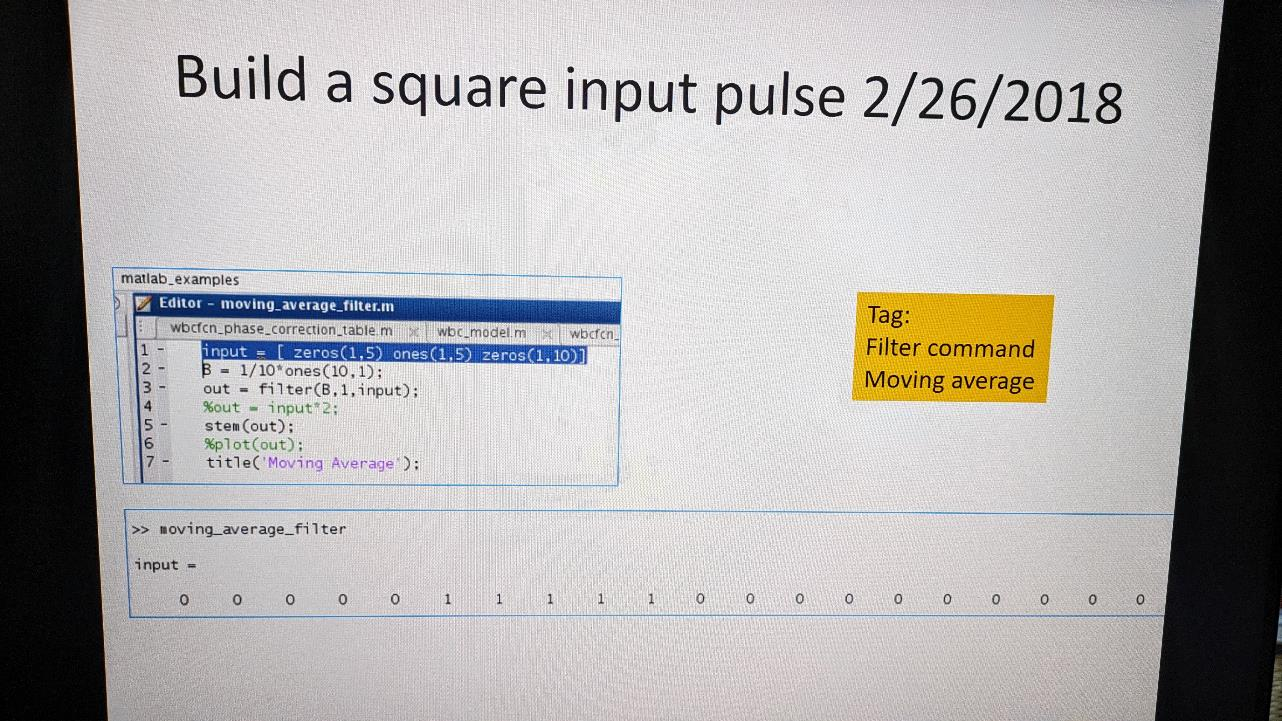 Build a square input pulse 2/26/2018
matlab_examples
Editor - moving_average_filter.m
wbcfcn_phase_correction_table.m × wbc_model.m × wbcfcn_
1 - input = [ zeros(1,5) ones(1,5) zeros(1,10)]
2 - B = 1/10*ones(10,1);
3 - out = filter(B,1,input);
4 %out = input*2;
5 - stem(out);
6 %plot(out);
7 - title('Moving Average');
Tag:
Filter command
Moving average
>> moving_average_filter
input =
0 0 0 0 0 1 1 1 1 1 0 0 0 0 0 0 0 0 0 0